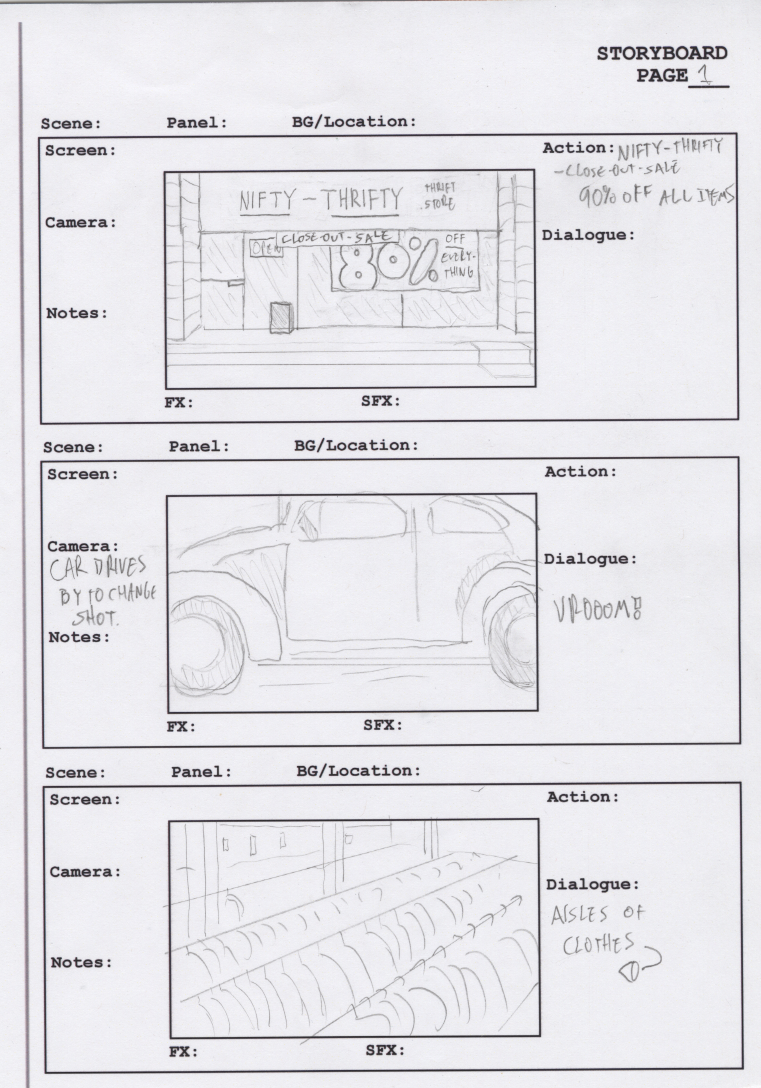 STORYBOARD
PAGE 1
Scene: Panel: BG/Location:
Screen:
Action: NIFTY-THRIFTY
-CLOSE-OUT-SALE
90% OFF ALL ITEMS
NIFTY - THRIFTY THRIFT
STORE
Camera:
Dialogue:
CLOSE-OUT-SALE
OPEN
80% OFF
EVERY-
THING
Notes:
FX: SFX:
Scene: Panel: BG/Location:
Screen:
Action:
Camera:
CAR DRIVES
BY TO CHANGE
SHOT.
Dialogue:
VROOOM!!
Notes:
FX: SFX:
Scene: Panel: BG/Location:
Screen:
Action:
Camera:
Dialogue:
AISLES OF
CLOTHES
Notes:
FX: SFX: